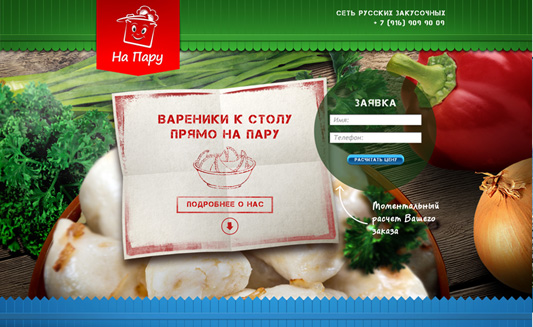 На Пару
СЕТЬ РУССКИХ ЗАКУСОЧНЫХ
+ 7 (916) 909 90 09
ВАРЕНИКИ К СТОЛУ
ПРЯМО НА ПАРУ
ПОДРОБНЕЕ О НАС
ЗАЯВКА
Имя:
Телефон:
РАСЧИТАТЬ ЦЕНУ
Моментальный
расчет Вашего
заказа